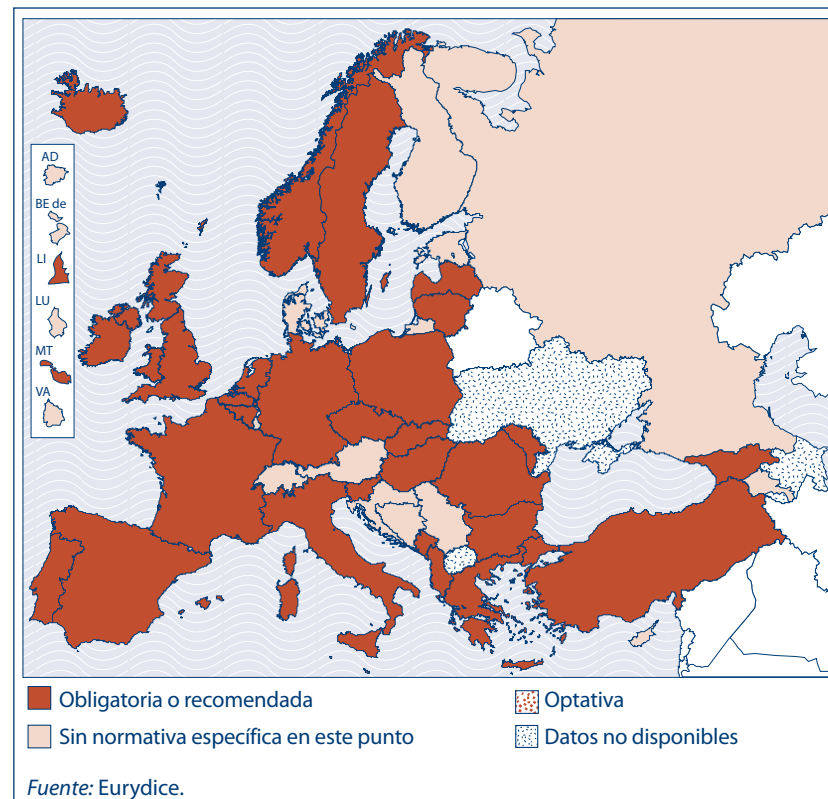 AD
BE de
LI
LU
MT
VA
Obligatoria o recomendada
Optativa
Sin normativa específica en este punto
Datos no disponibles
Fuente: Eurydice.